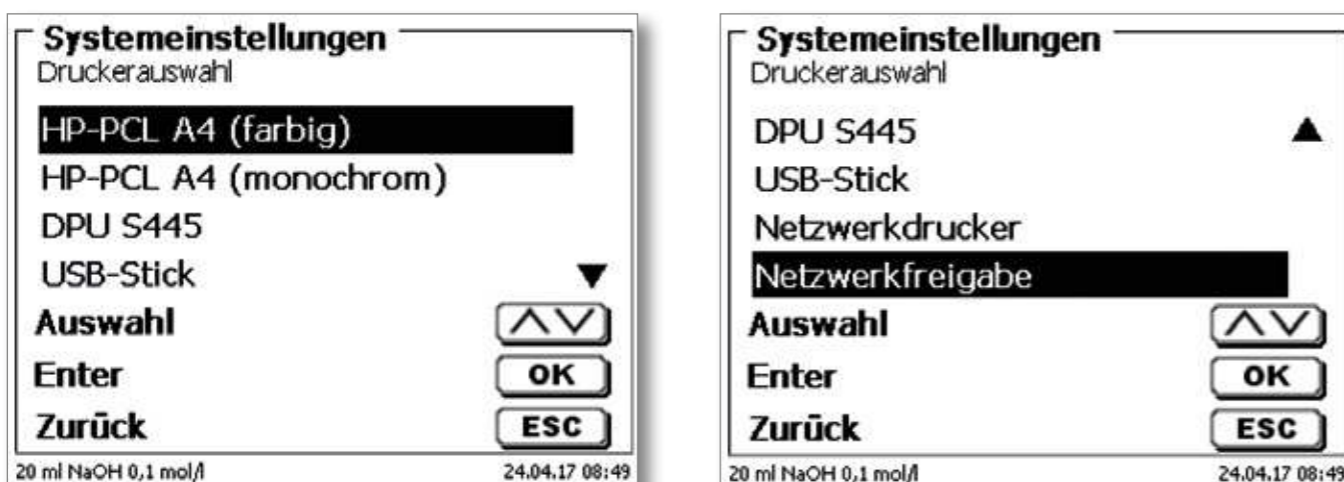 Systemeinstellungen
Druckerauswahl
HP-PCL A4 (farbig)
HP-PCL A4 (monochrom)
DPU S445
USB-Stick
Auswahl
Enter OK
Zurück ESC
20 ml NaOH 0,1 mol/l 24.04.17 08:49
Systemeinstellungen
Druckerauswahl
DPU S445
USB-Stick
Netzwerkdrucker
Netzwerkfreigabe
Auswahl
Enter OK
Zurück ESC
20 ml NaOH 0,1 mol/l 24.04.17 08:49